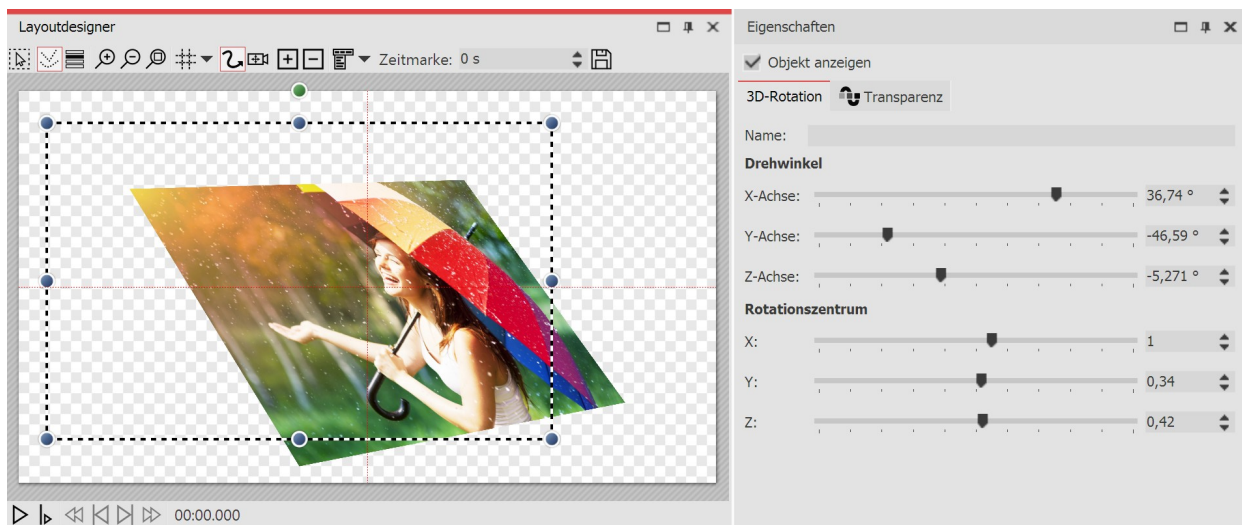 Layoutdesigner
Zeitmarke: 0 s
00:00.000
Eigenschaften
Objekt anzeigen
3D-Rotation Transparenz
Name:
Drehwinkel
X-Achse: 36,74 °
Y-Achse: -46,59 °
Z-Achse: -5,271 °
Rotationszentrum
X: 1
Y: 0,34
Z: 0,42